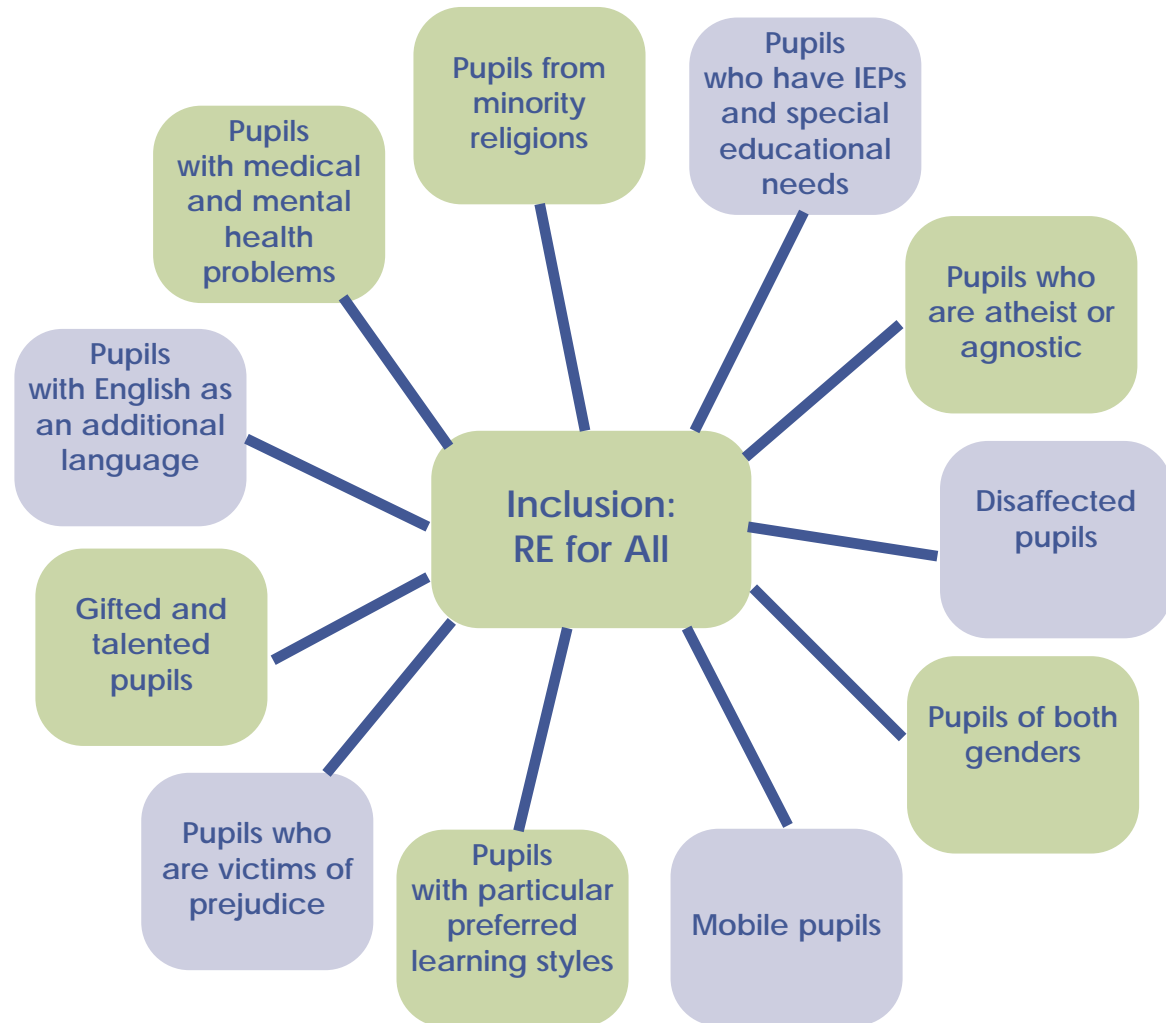 Pupils from
minority
religions
Pupils
who have IEPs
and special
educational
needs
Pupils
with medical
and mental
health
problems
Pupils who
are atheist or
agnostic
Pupils
with English as
an additional
language
Inclusion:
RE for All
Disaffected
pupils
Gifted and
talented
pupils
Pupils of both
genders
Pupils who
are victims of
prejudice
Pupils
with particular
preferred
learning styles
Mobile pupils